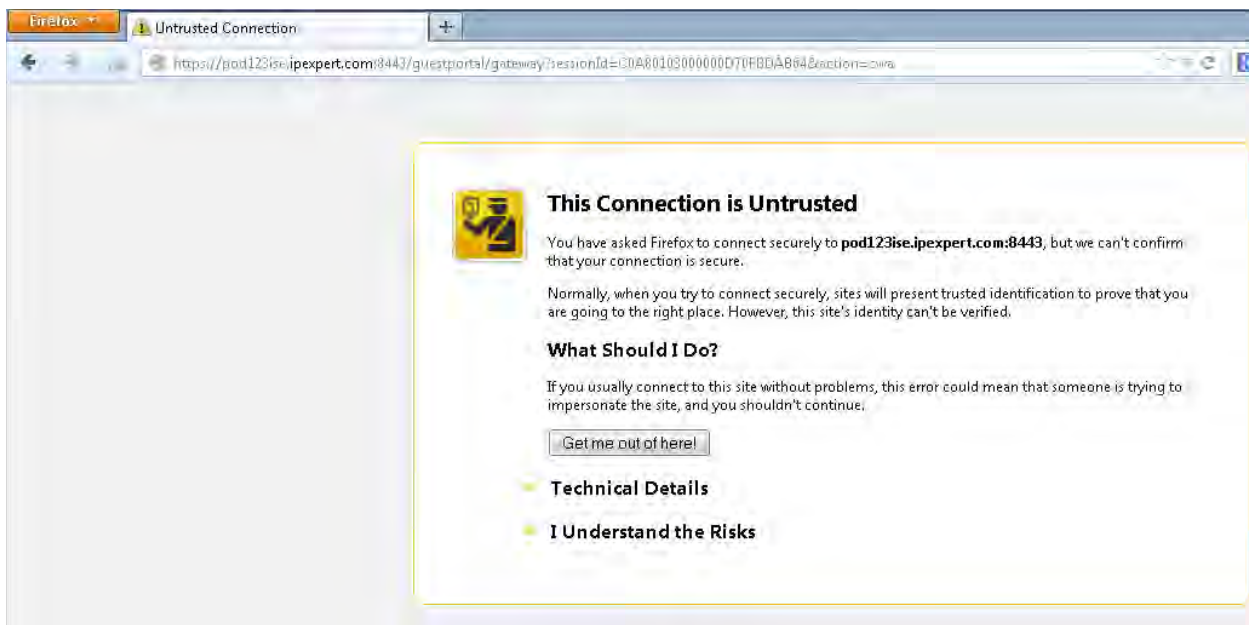 Firefox
Untrusted Connection
https://pod123ise.ipexpert.com:8443/guestportal/gateway?sessionId=
This Connection is Untrusted
You have asked Firefox to connect securely to pod123ise.ipexpert.com:8443, but we can't confirm
that your connection is secure.
Normally, when you try to connect securely, sites will present trusted identification to prove that you
are going to the right place. However, this site's identity can't be verified.
What Should I Do?
If you usually connect to this site without problems, this error could mean that someone is trying to
impersonate the site, and you shouldn't continue.
Get me out of here!
Technical Details
I Understand the Risks